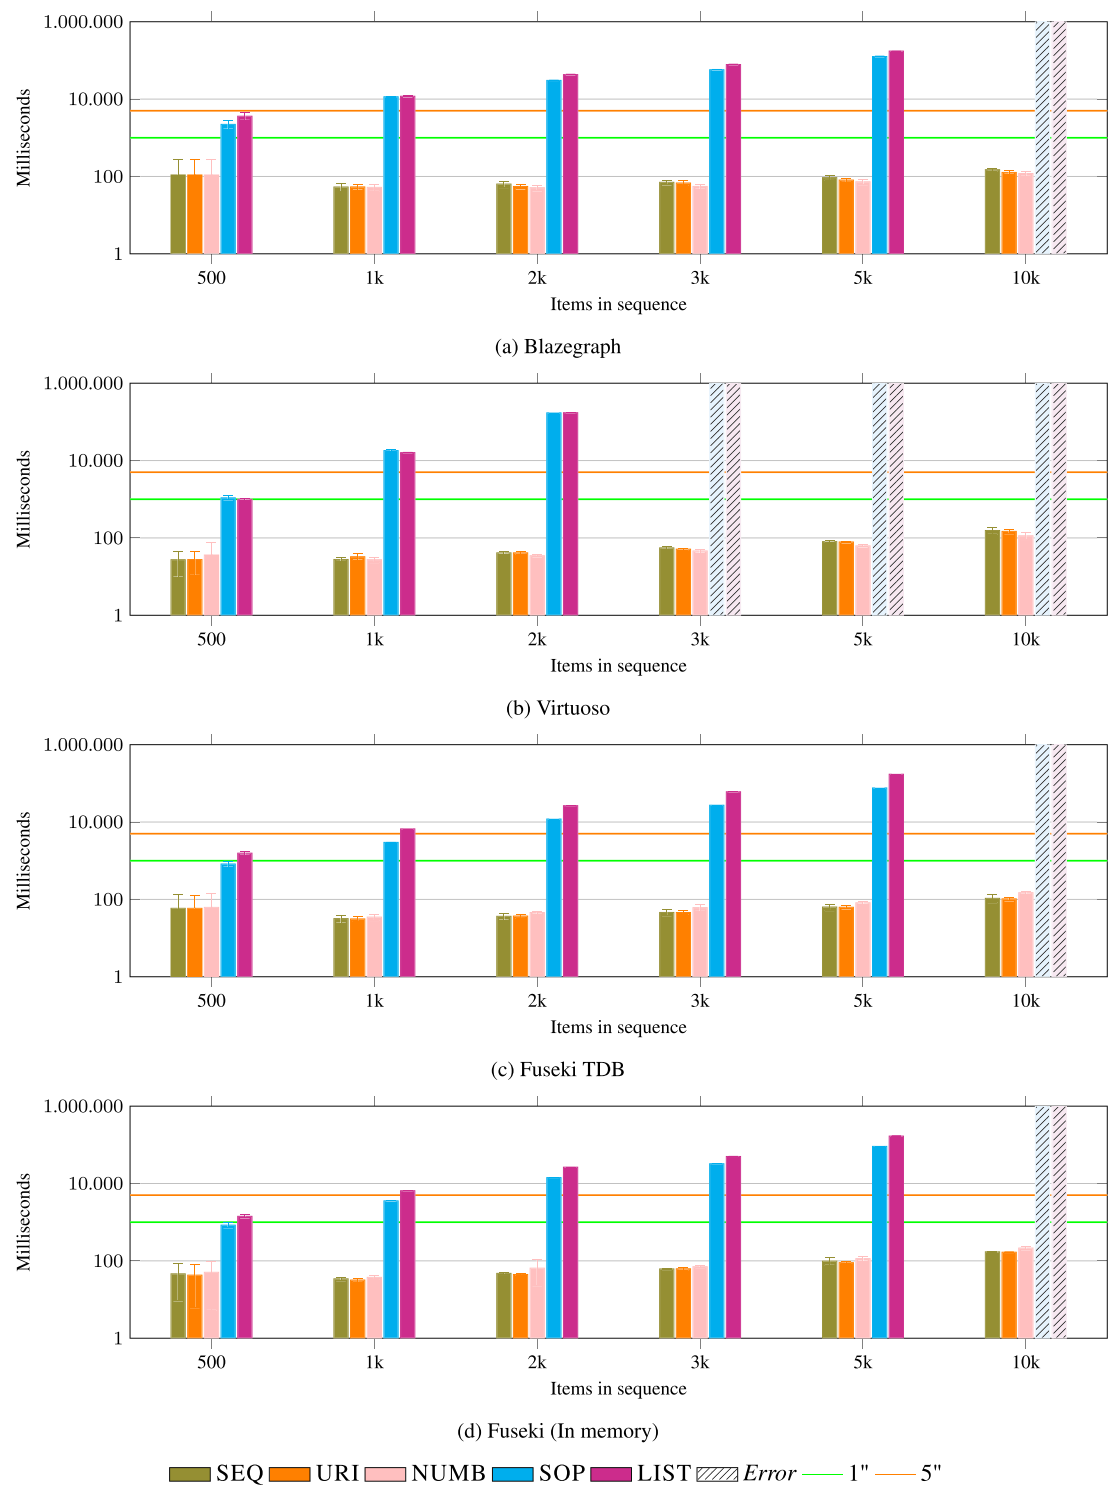 1.000.000
10.000
100
1
Milliseconds
500 1k 2k 3k 5k 10k
Items in sequence
(a) Blazegraph
1.000.000
10.000
100
1
Milliseconds
500 1k 2k 3k 5k 10k
Items in sequence
(b) Virtuoso
1.000.000
10.000
100
1
Milliseconds
500 1k 2k 3k 5k 10k
Items in sequence
(c) Fuseki TDB
1.000.000
10.000
100
1
Milliseconds
500 1k 2k 3k 5k 10k
Items in sequence
(d) Fuseki (In memory)
SEQ URI NUMB SOP LIST Error 1" 5"